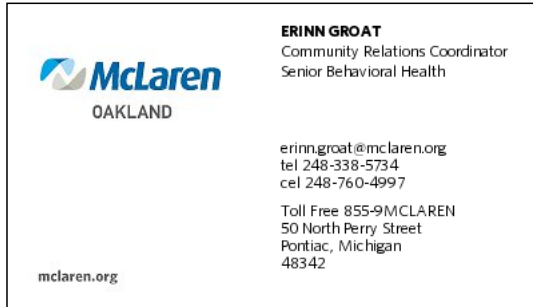 McLaren
OAKLAND
mclaren.org
ERINN GROAT
Community Relations Coordinator
Senior Behavioral Health
erinn.groat@mclaren.org
tel 248-338-5734
cel 248-760-4997
Toll Free 855-9MCLAREN
50 North Perry Street
Pontiac, Michigan
48342